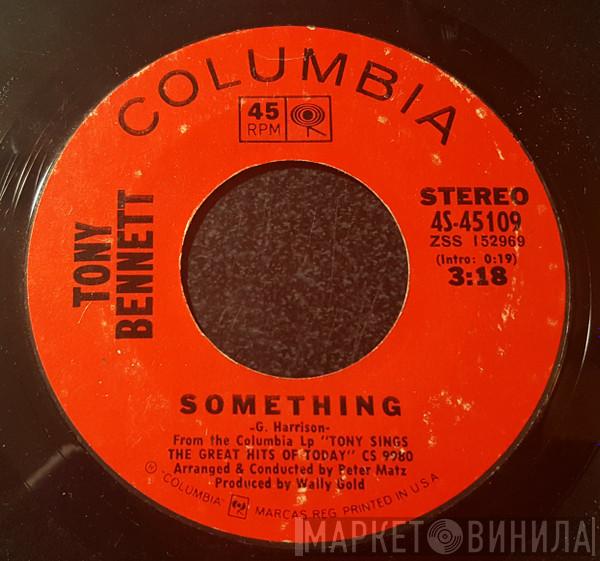 COLUMBIA
45
RPM
TONY
BENNETT
STEREO
4S-45109
ZSS 152969
(Intro: 0:19)
3:18
SOMETHING
-G. Harrison-
From the Columbia Lp "TONY SINGS
THE GREAT HITS OF TODAY" CS 9980
Arranged & Conducted by Peter Matz
Produced by Wally Gold
℗ "COLUMBIA" MARCAS REG. PRINTED IN U.S.A
МАРКЕТ ВИНИЛА